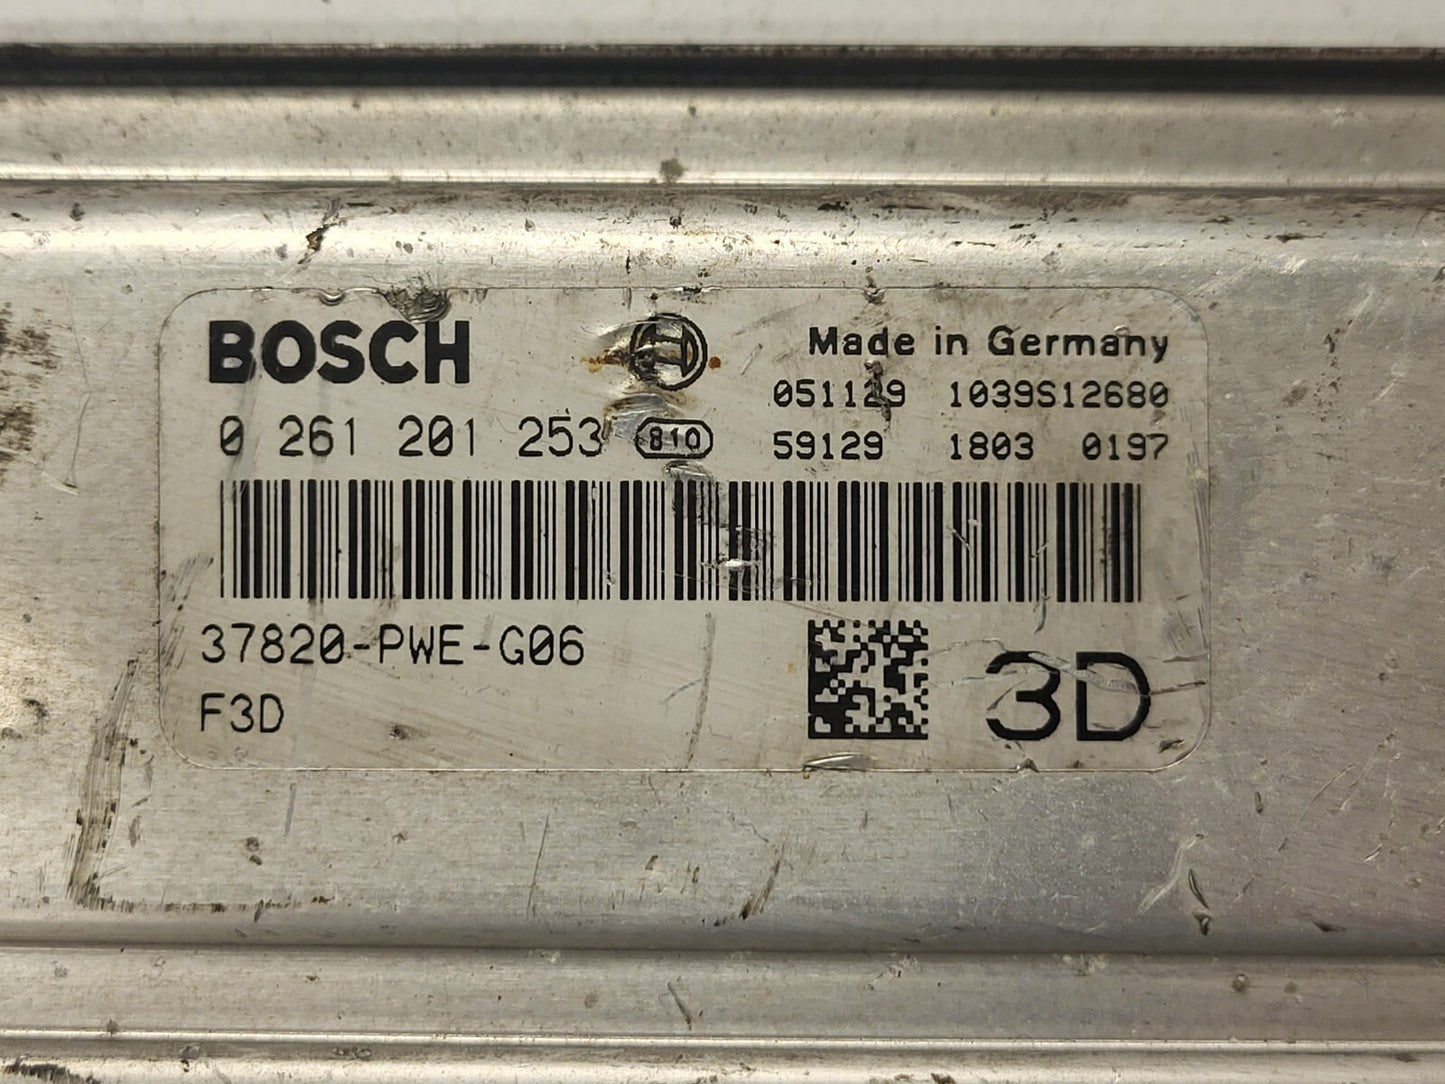 BOSCH
Made in Germany
051129 1039S12680
0 261 201 253 810
59129 1803 0197
37820-PWE-G06
F3D
3D